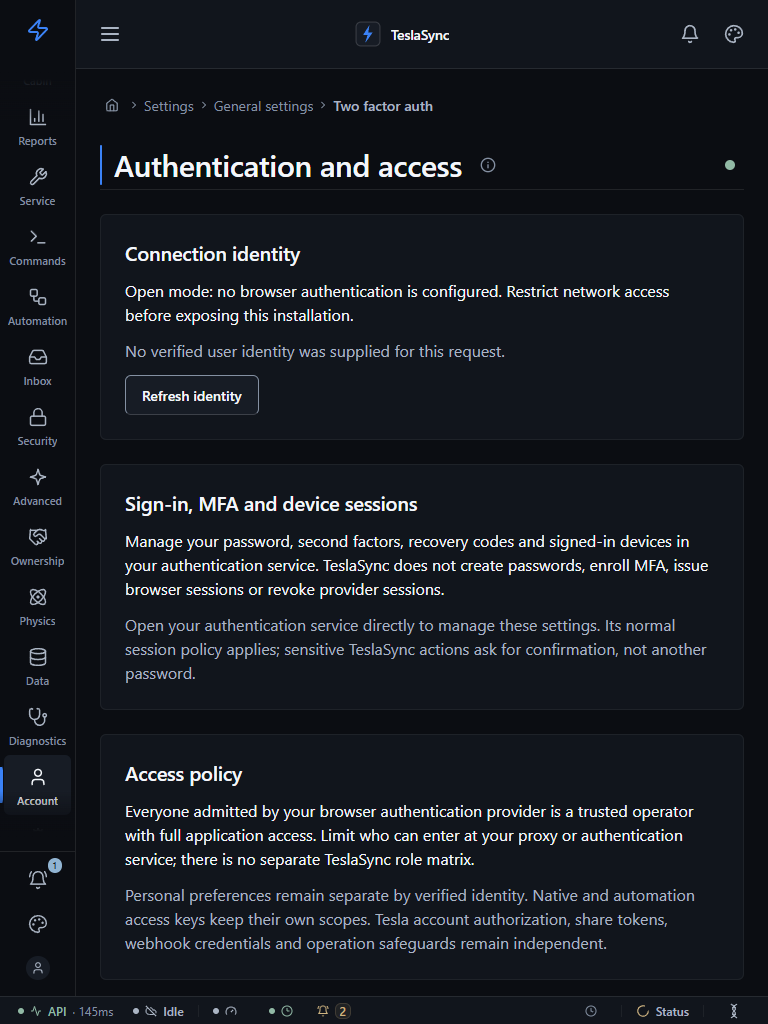 TeslaSync
Settings
General settings
Two factor auth
Authentication and access
Reports
Service
Commands
Automation
Inbox
Security
Advanced
Ownership
Physics
Data
Diagnostics
Account
1
Connection identity
Open mode: no browser authentication is configured. Restrict network access
before exposing this installation.
No verified user identity was supplied for this request.
Refresh identity
Sign-in, MFA and device sessions
Manage your password, second factors, recovery codes and signed-in devices in
your authentication service. TeslaSync does not create passwords, enroll MFA, issue
browser sessions or revoke provider sessions.
Open your authentication service directly to manage these settings. Its normal
session policy applies; sensitive TeslaSync actions ask for confirmation, not another
password.
Access policy
Everyone admitted by your browser authentication provider is a trusted operator
with full application access. Limit who can enter at your proxy or authentication
service; there is no separate TeslaSync role matrix.
Personal preferences remain separate by verified identity. Native and automation
access keys keep their own scopes. Tesla account authorization, share tokens,
webhook credentials and operation safeguards remain independent.
API · 145ms
Idle
2
Status